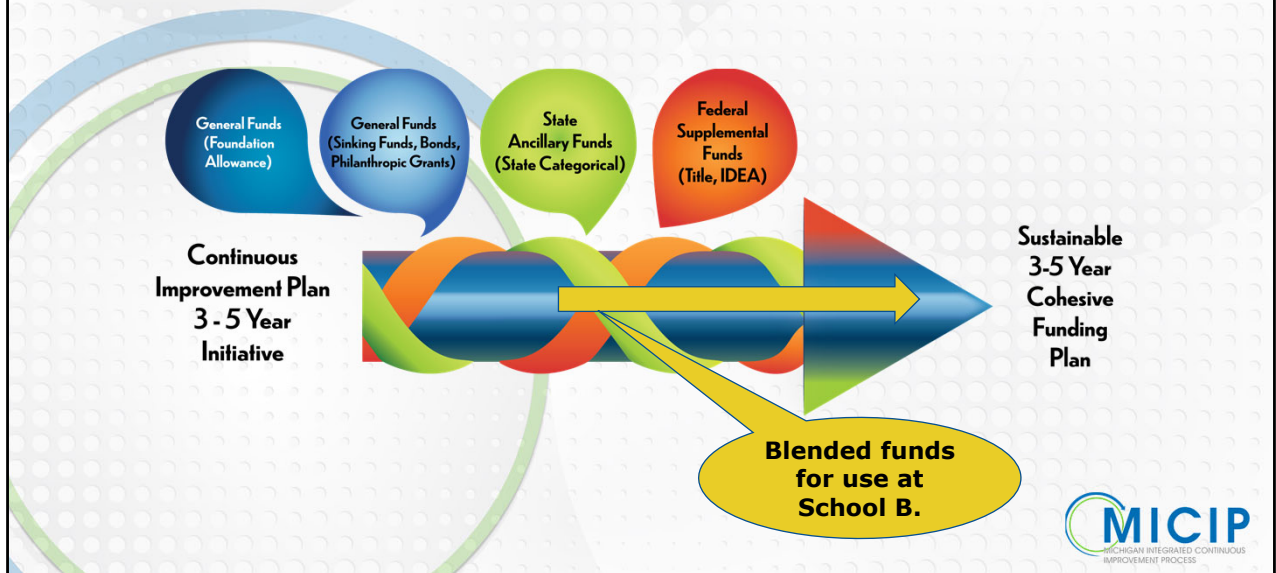 General Funds
(Foundation
Allowance)
General Funds
(Sinking Funds, Bonds,
Philanthropic Grants)
State
Ancillary Funds
(State Categorical)
Federal
Supplemental
Funds
(Title, IDEA)
Continuous
Improvement Plan
3 - 5 Year
Initiative
Sustainable
3-5 Year
Cohesive
Funding
Plan
Blended funds
for use at
School B.
MICIP
MICHIGAN INTEGRATED CONTINUOUS
IMPROVEMENT PROCESS